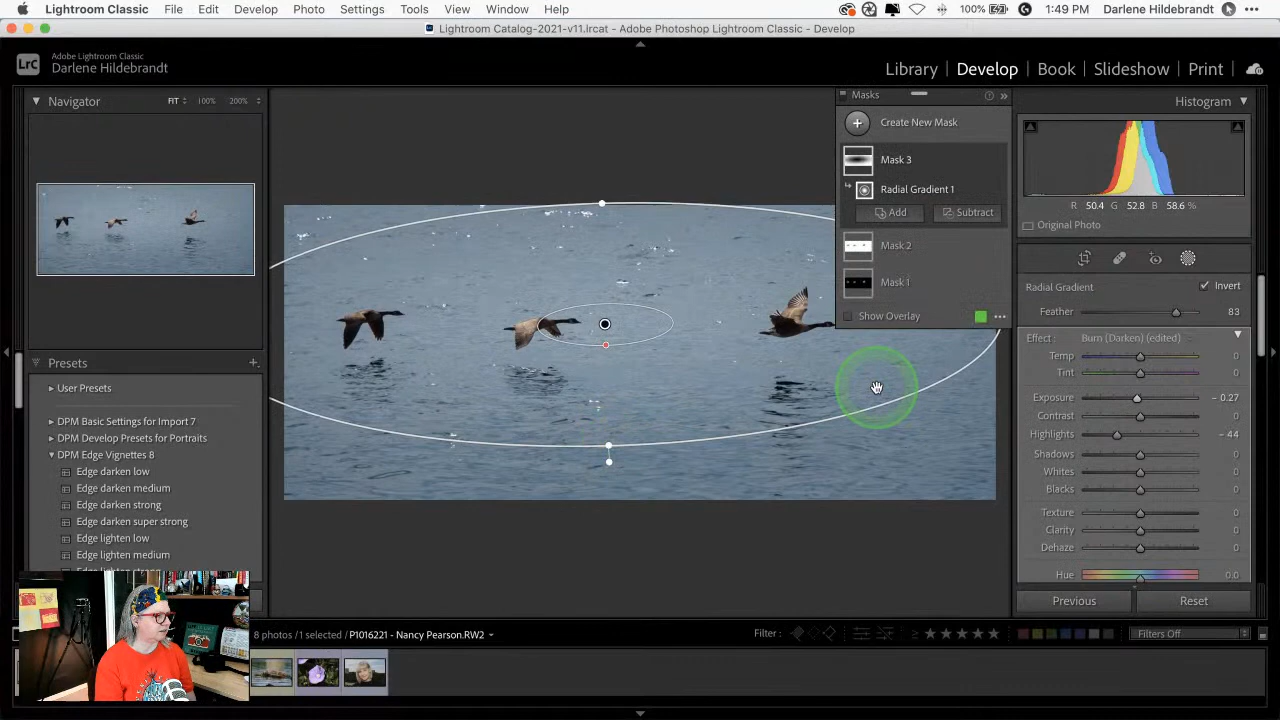 Lightroom Classic File Edit Develop Photo Settings Tools View Window Help 100% 1:49 PM Darlene Hildebrandt
Lightroom Catalog-2021-v11.lrcat - Adobe Photoshop Lightroom Classic - Develop
LrC
Adobe Lightroom Classic
Darlene Hildebrandt
Library Develop Book Slideshow Print
Navigator FIT 100% 200%
Masks
Create New Mask
Mask 3
Radial Gradient 1
Add Subtract
Mask 2
Mask 1
Show Overlay
Histogram
R 50.4 G 52.8 B 58.6 %
Original Photo
Radial Gradient Invert
Feather 83
Effect : Burn (Darken) (edited)
Temp 0
Tint 0
Exposure - 0.27
Contrast 0
Highlights - 44
Shadows 0
Whites 0
Blacks 0
Texture 0
Clarity 0
Dehaze 0
Hue 0.0
Previous Reset
Presets
User Presets
DPM Basic Settings for Import 7
DPM Develop Presets for Portraits
DPM Edge Vignettes 8
Edge darken low
Edge darken medium
Edge darken strong
Edge darken super strong
Edge lighten low
Edge lighten medium
8 photos / 1 selected / P1016221 - Nancy Pearson.RW2
Filter : Filters Off